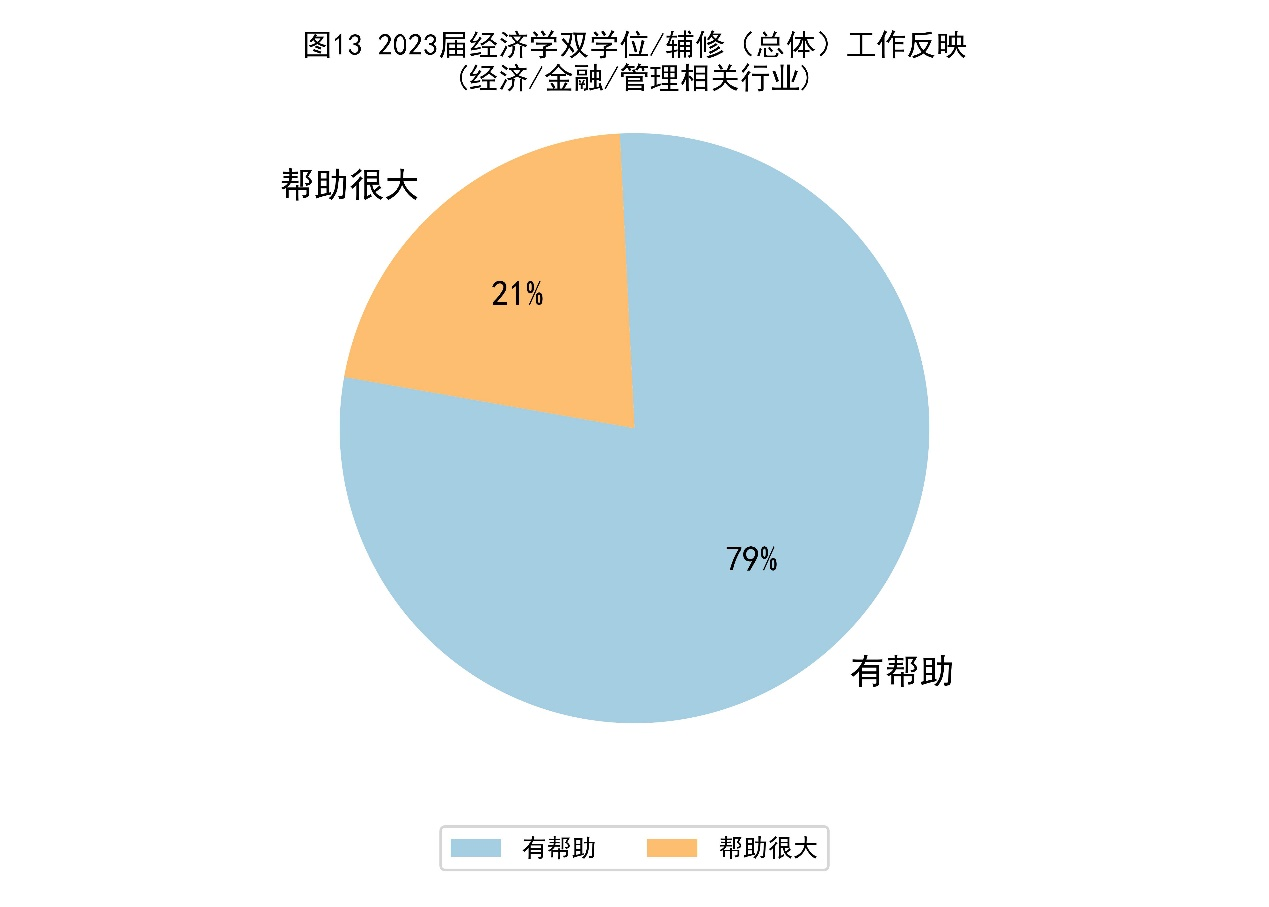 图13 2023届经济学双学位/辅修（总体）工作反映
(经济/金融/管理相关行业)
帮助很大
21%
79%
有帮助
有帮助
帮助很大